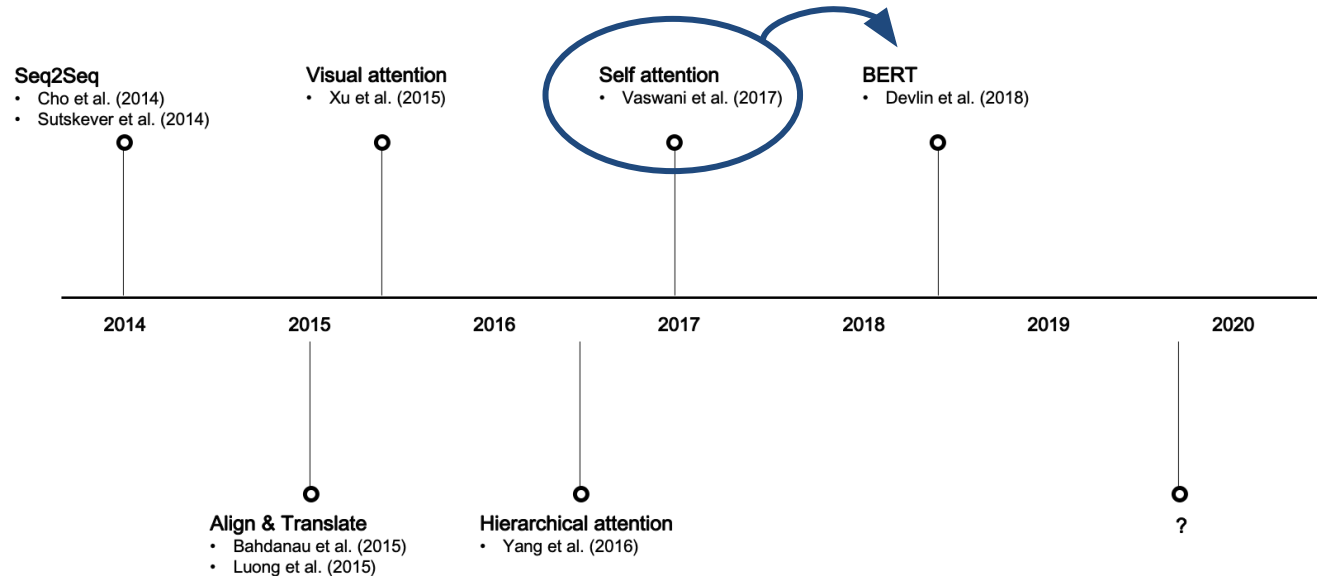 Seq2Seq
• Cho et al. (2014)
• Sutskever et al. (2014)
Visual attention
• Xu et al. (2015)
Self attention
• Vaswani et al. (2017)
BERT
• Devlin et al. (2018)
2014
2015
2016
2017
2018
2019
2020
Align & Translate
• Bahdanau et al. (2015)
• Luong et al. (2015)
Hierarchical attention
• Yang et al. (2016)
?